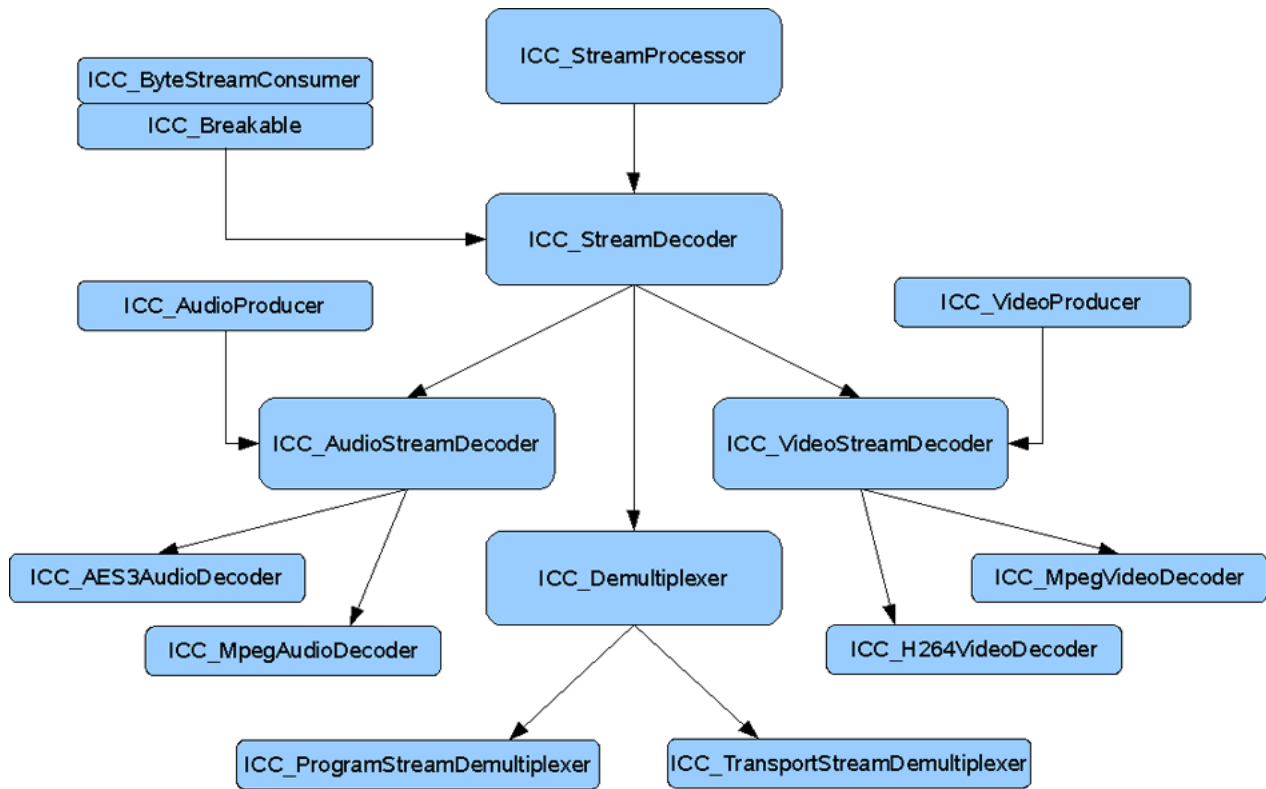 ICC_StreamProcessor
ICC_ByteStreamConsumer
ICC_Breakable
ICC_StreamDecoder
ICC_AudioProducer
ICC_VideoProducer
ICC_AudioStreamDecoder
ICC_VideoStreamDecoder
ICC_AES3AudioDecoder
ICC_Demultiplexer
ICC_MpegVideoDecoder
ICC_MpegAudioDecoder
ICC_H264VideoDecoder
ICC_ProgramStreamDemultiplexer
ICC_TransportStreamDemultiplexer